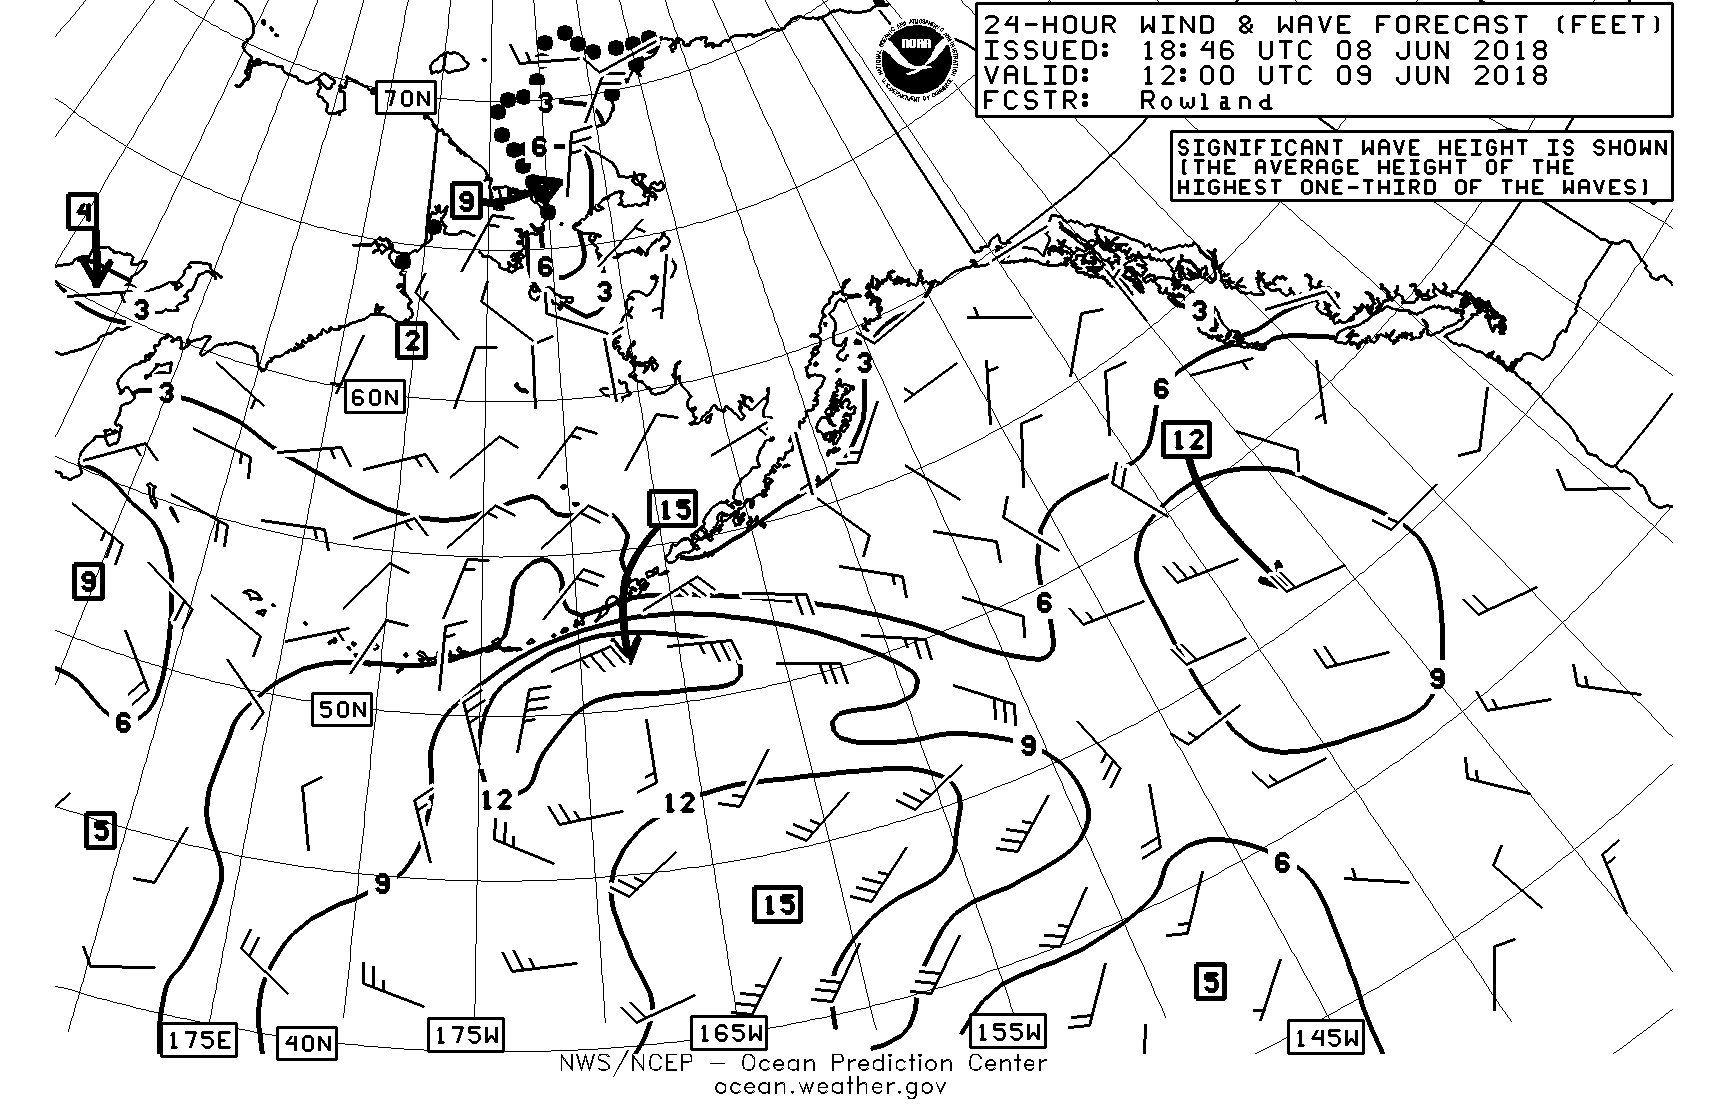 24-HOUR WIND & WAVE FORECAST (FEET)
ISSUED: 18:46 UTC 08 JUN 2018
VALID: 12:00 UTC 09 JUN 2018
FCSTR: Rowland
NOAA
SIGNIFICANT WAVE HEIGHT IS SHOWN
(THE AVERAGE HEIGHT OF THE
HIGHEST ONE-THIRD OF THE WAVES)
70N
3
6
9
4
6
3
3
3
2
3
60N
3
6
12
15
9
6
9
50N
6
9
12
12
5
6
9
15
5
175E
40N
175W
165W
155W
145W
NWS/NCEP – Ocean Prediction Center
ocean.weather.gov